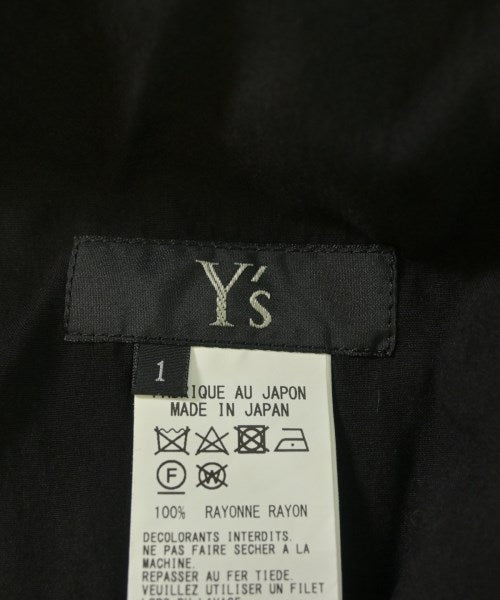 Y's
1
FABRIQUE AU JAPON
MADE IN JAPAN
F W
100% RAYONNE RAYON
DECOLORANTS INTERDITS.
NE PAS FAIRE SECHER A LA
MACHINE.
REPASSER AU FER TIEDE.
VEUILLEZ UTILISER UN FILET